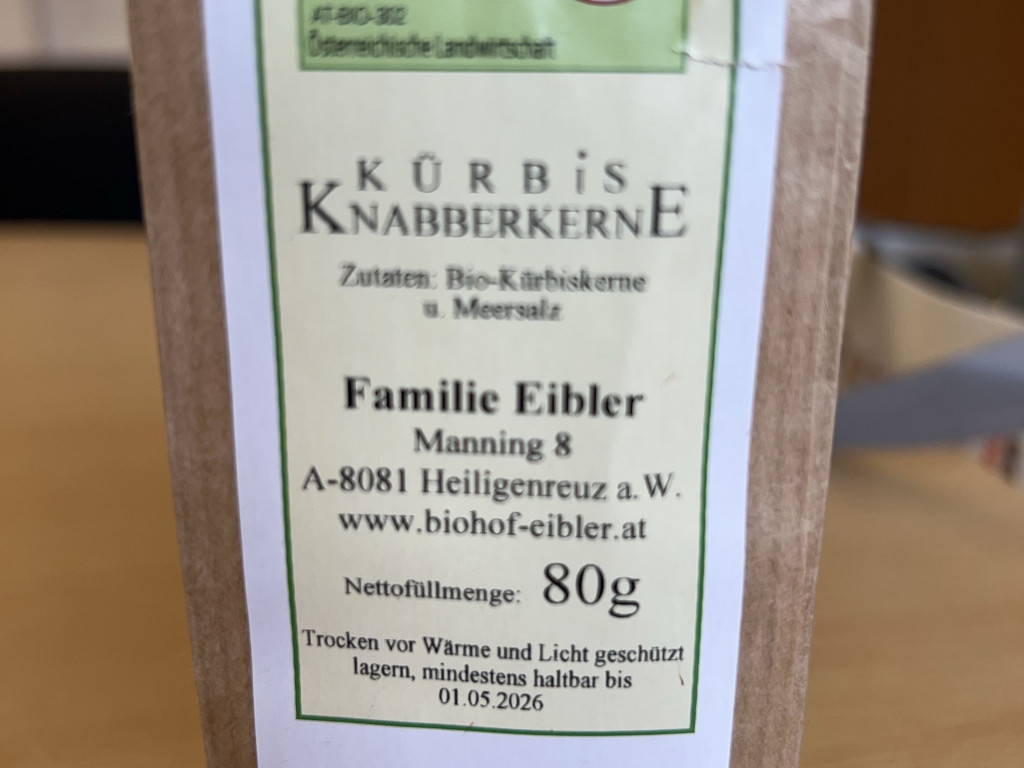 AT-BIO-302
Österreichische Landwirtschaft
KÜRBiS
KNABBERKERNE
Zutaten: Bio-Kürbiskerne
u. Meersalz
Familie Eibler
Manning 8
A-8081 Heiligenreuz a.W.
www.biohof-eibler.at
Nettofüllmenge: 80g
Trocken vor Wärme und Licht geschützt
lagern, mindestens haltbar bis
01.05.2026